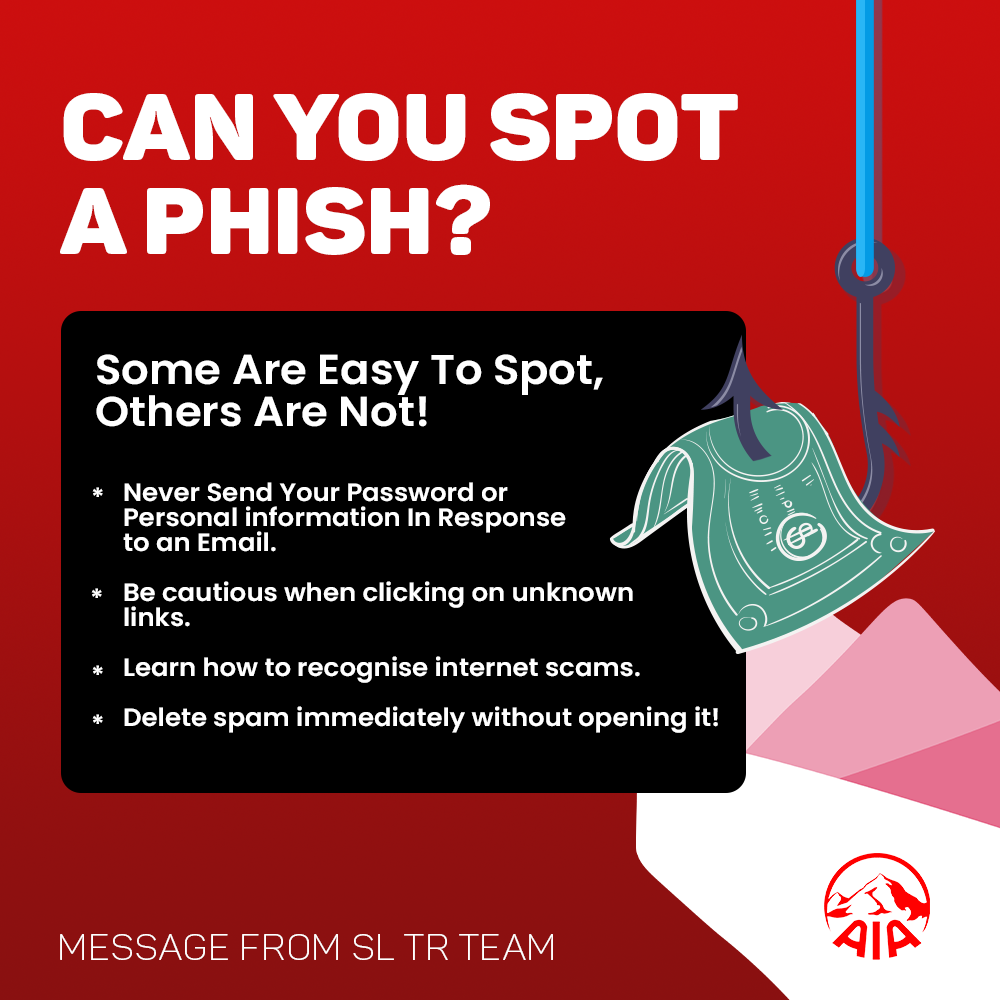 CAN YOU SPOT
A PHISH?
Some Are Easy To Spot,
Others Are Not!
* Never Send Your Password or
Personal information In Response
to an Email.
* Be cautious when clicking on unknown
links.
* Learn how to recognise internet scams.
* Delete spam immediately without opening it!
MESSAGE FROM SL TR TEAM
AIA